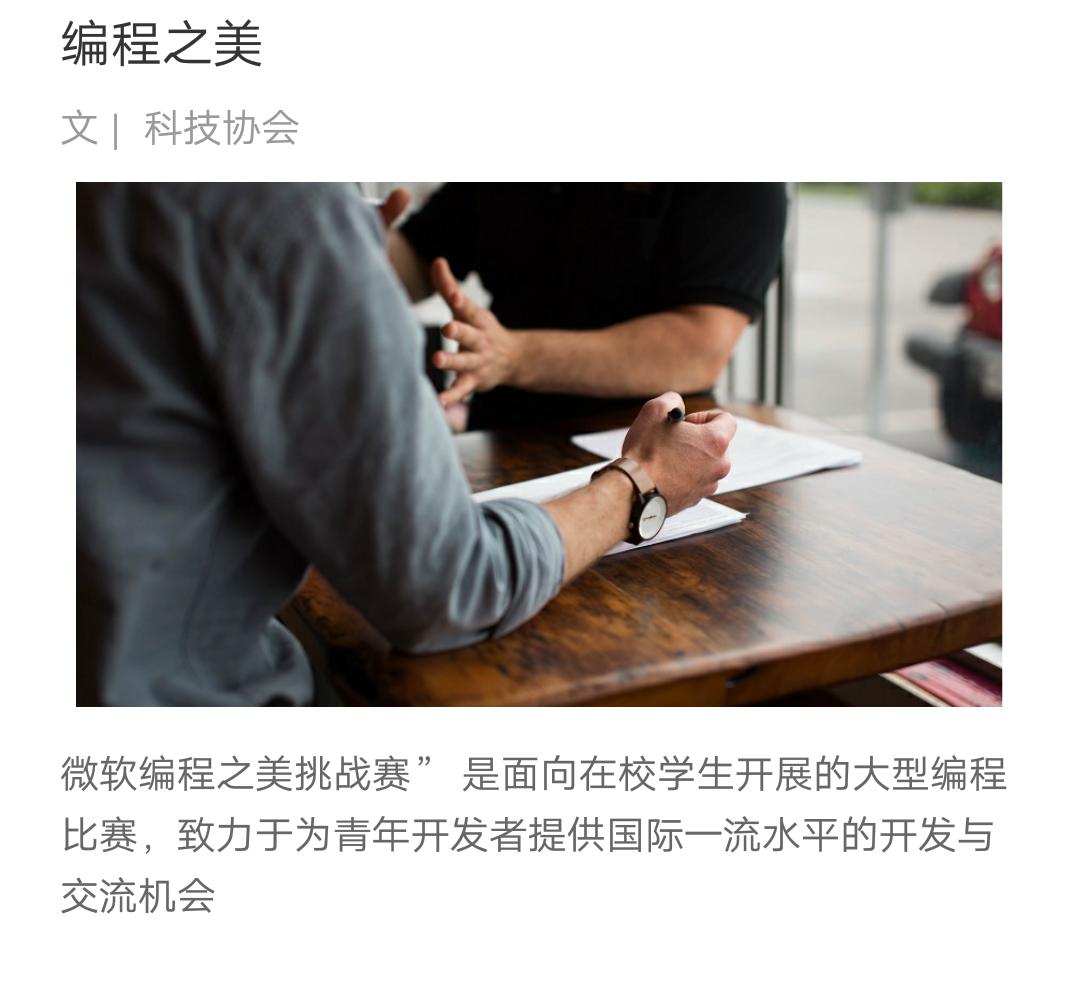 编程之美
文 | 科技协会
微软编程之美挑战赛” 是面向在校学生开展的大型编程
比赛，致力于为青年开发者提供国际一流水平的开发与
交流机会